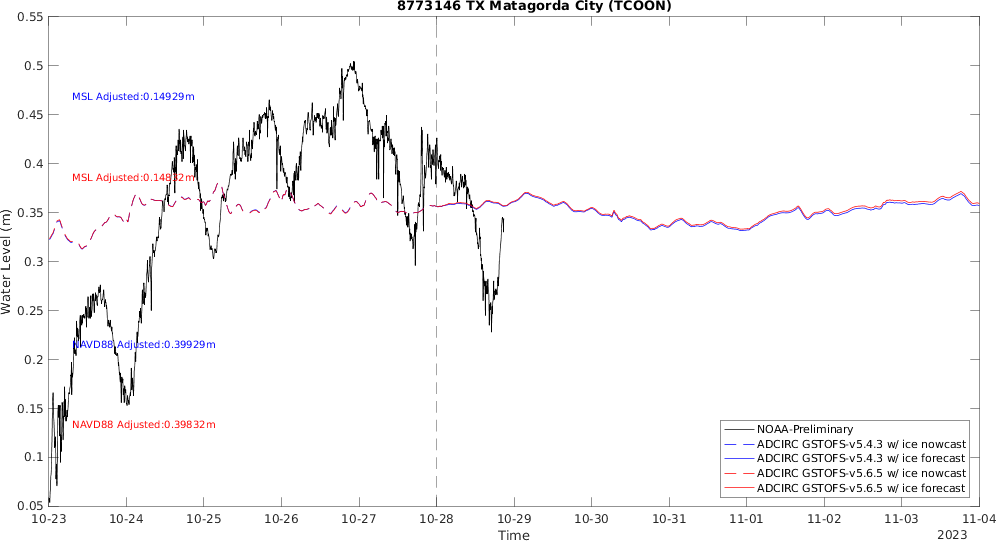 8773146 TX Matagorda City (TCOON)
0.55
0.5
0.45
0.4
0.35
0.3
0.25
0.2
0.15
0.1
0.05
Water Level (m)
MSL Adjusted:0.14929m
MSL Adjusted:0.14832m
NAVD88 Adjusted:0.39929m
NAVD88 Adjusted:0.39832m
NOAA-Preliminary
ADCIRC GSTOFS-v5.4.3 w/ ice nowcast
ADCIRC GSTOFS-v5.4.3 w/ ice forecast
ADCIRC GSTOFS-v5.6.5 w/ ice nowcast
ADCIRC GSTOFS-v5.6.5 w/ ice forecast
10-23 10-24 10-25 10-26 10-27 10-28 10-29 10-30 10-31 11-01 11-02 11-03 11-04
Time
2023